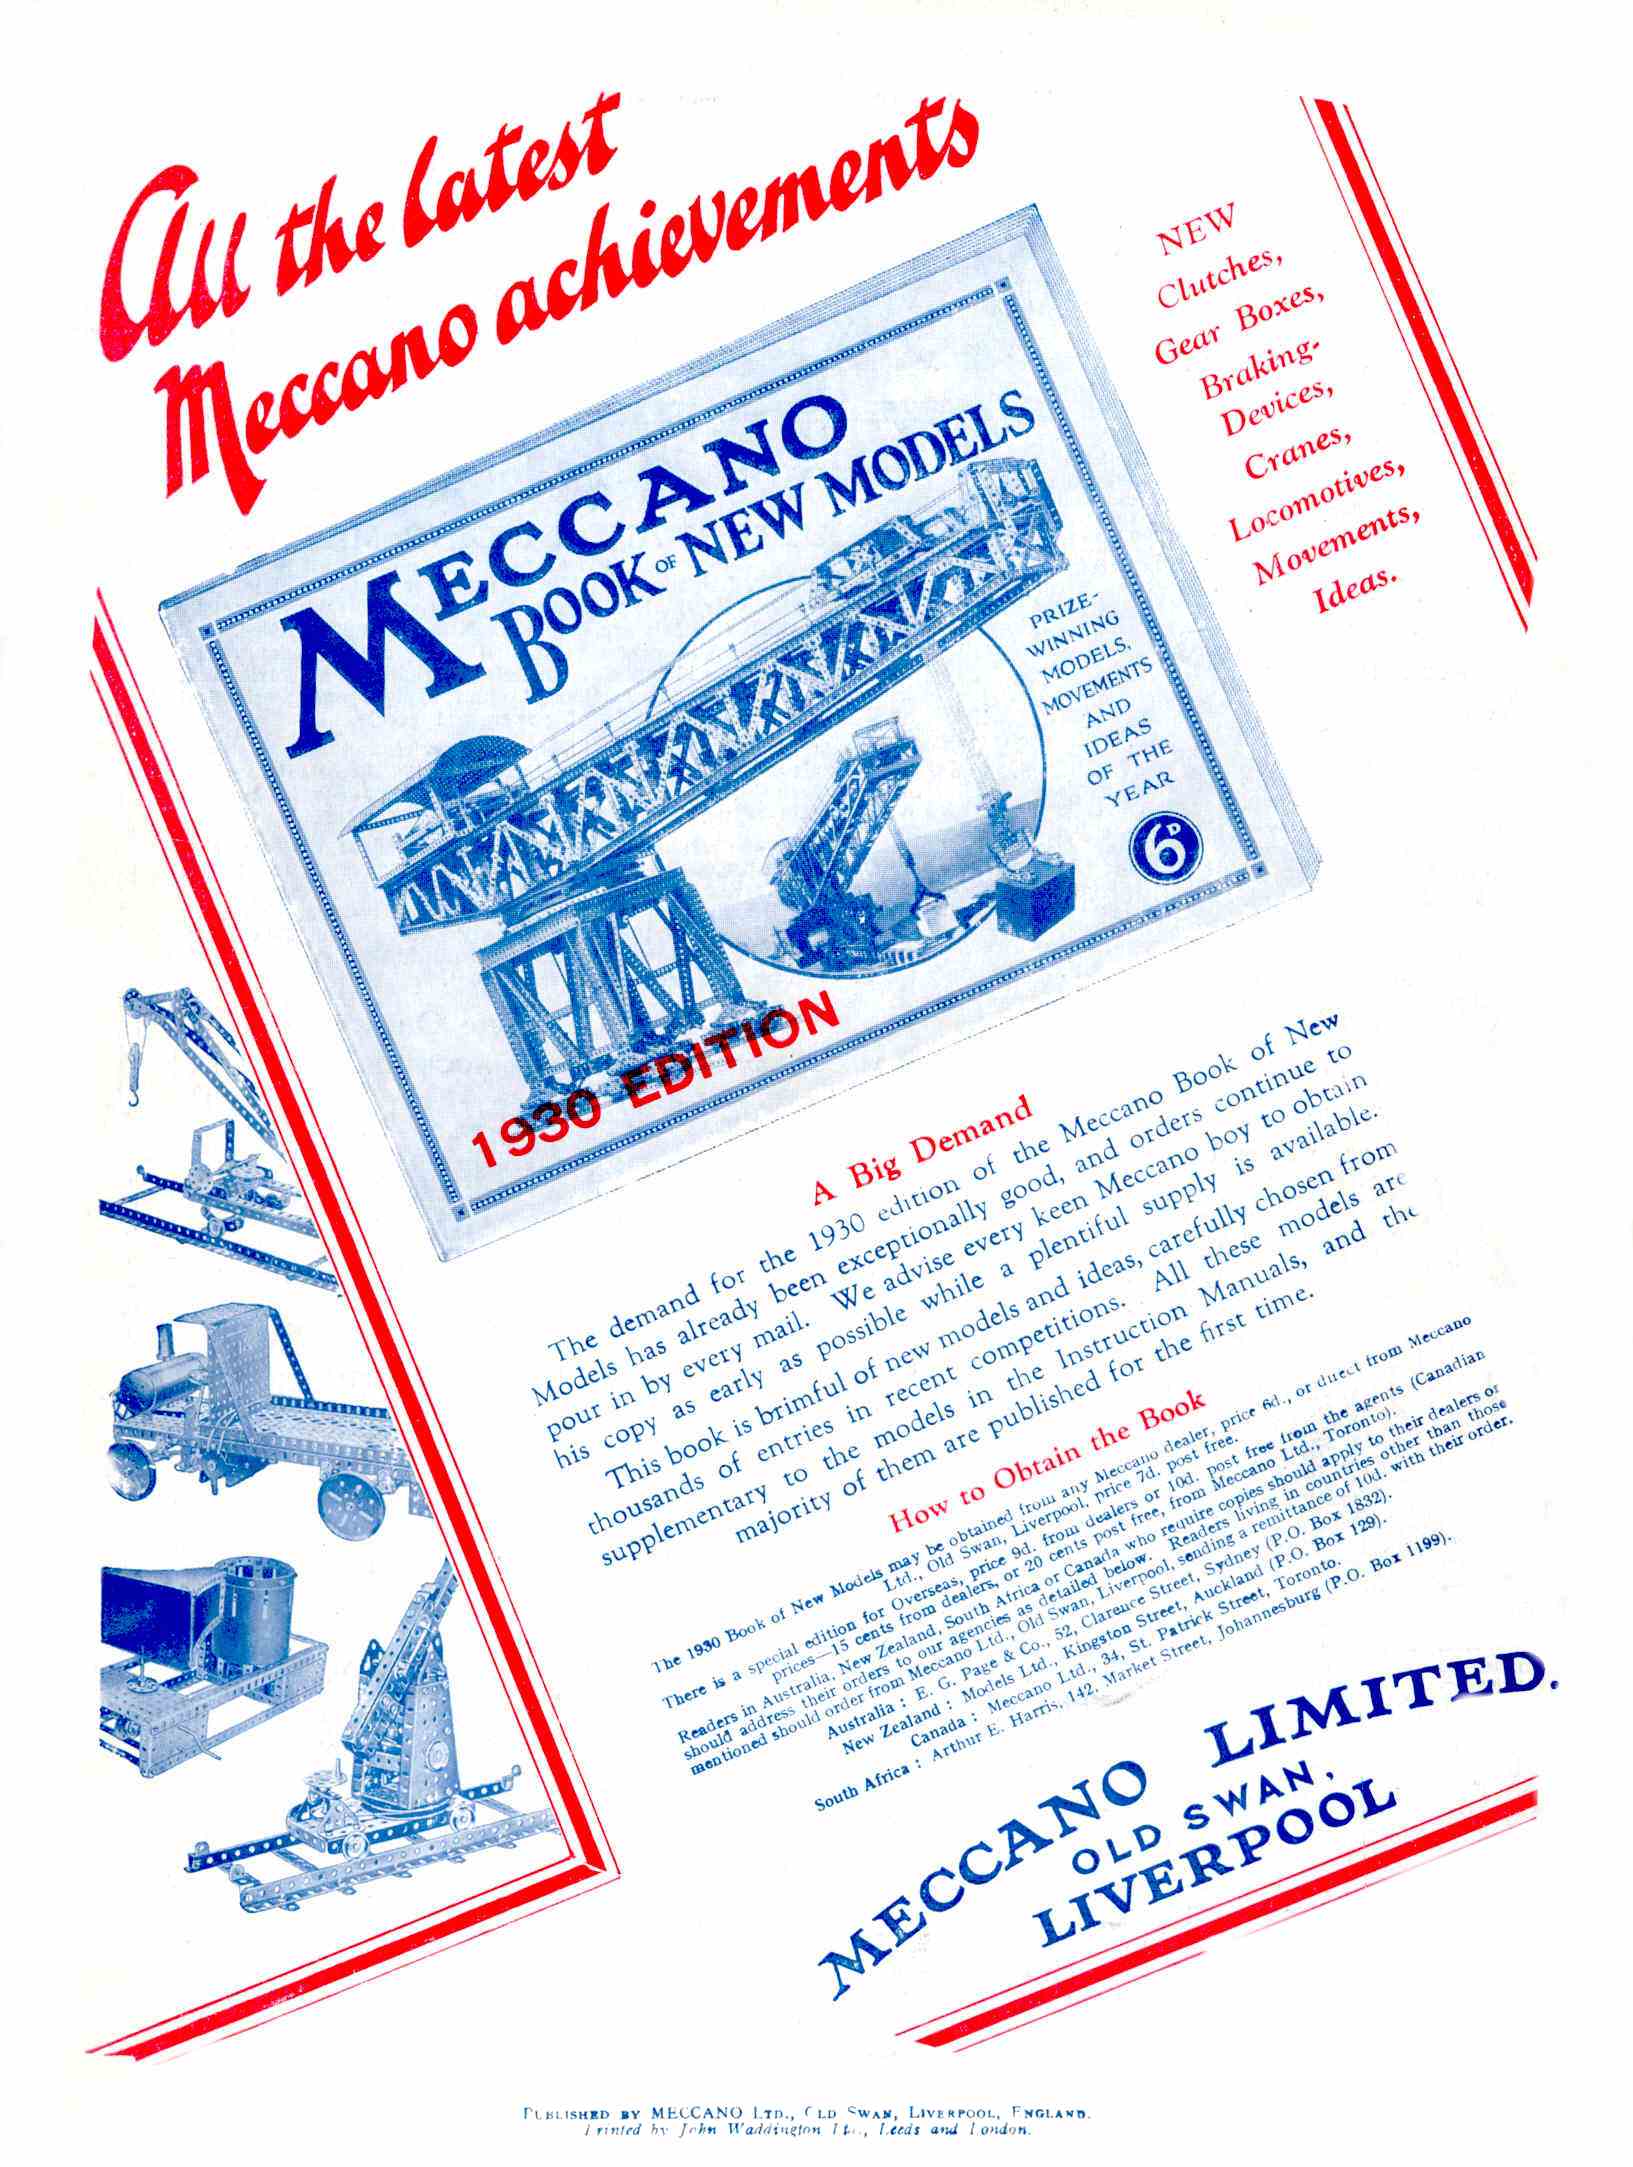 All the latest
Meccano achievements
NEW
Clutches,
Gear Boxes,
Braking-
Devices,
Cranes,
Locomotives,
Movements,
Ideas.
MECCANO
BOOK OF NEW MODELS
PRIZE-
WINNING
MODELS,
MOVEMENTS
AND
IDEAS
OF THE
YEAR
6D
1930 EDITION
A Big Demand
The demand for the 1930 edition of the Meccano Book of New
Models has already been exceptionally good, and orders continue to
pour in by every mail. We advise every keen Meccano boy to obtain
his copy as early as possible while a plentiful supply is available.
This book is brimful of new models and ideas, carefully chosen from
thousands of entries in recent competitions. All these models are
supplementary to the models in the Instruction Manuals, and the
majority of them are published for the first time.
How to Obtain the Book
The 1930 Book of New Models may be obtained from any Meccano dealer, price 6d., or direct from Meccano
Ltd., Old Swan, Liverpool, price 7d. post free.
There is a special edition for Overseas, price 9d. from dealers or 10d. post free from the agents (Canadian
prices—15 cents from dealers, or 20 cents post free, from Meccano Ltd., Toronto).
Readers in Australia, New Zealand, South Africa or Canada who require copies should apply to their dealers or
should address their orders to our agencies as detailed below. Readers living in countries other than those
mentioned should order from Meccano Ltd., Old Swan, Liverpool, sending a remittance of 10d. with their order.
Australia : E. G. Page & Co., 52, Clarence Street, Sydney (P.O. Box 1832).
New Zealand : Models Ltd., Kingston Street, Auckland (P.O. Box 129).
Canada : Meccano Ltd., 34, St. Patrick Street, Toronto.
South Africa : Arthur E. Harris, 142, Market Street, Johannesburg (P.O. Box 1199).
MECCANO LIMITED.
OLD SWAN,
LIVERPOOL
PUBLISHED BY MECCANO LTD., OLD SWAN, LIVERPOOL, ENGLAND.
Printed by John Waddington Ltd., Leeds and London.